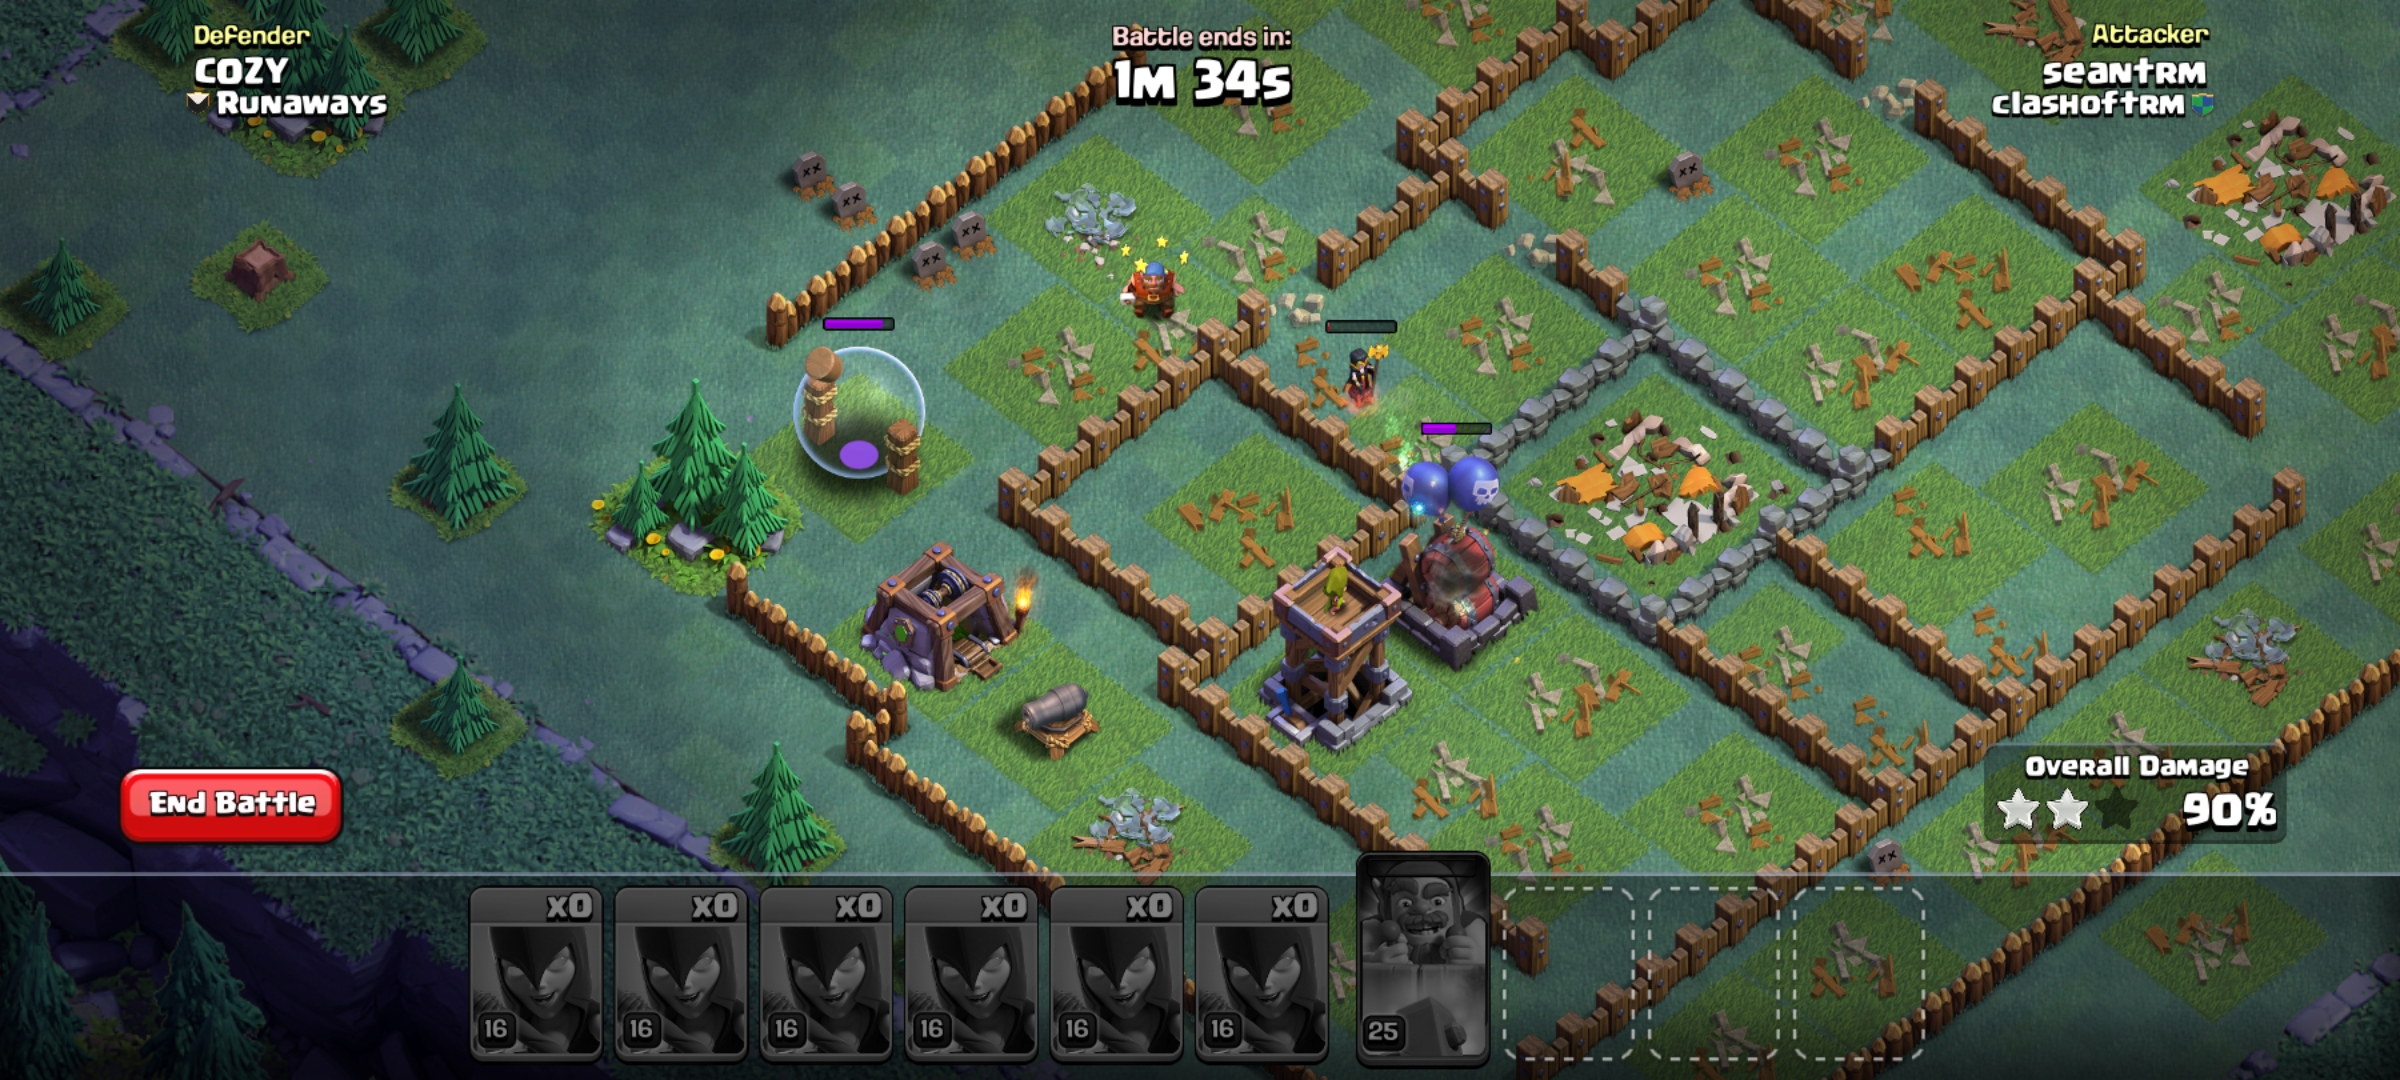 Defender
COZY
Runaways
Battle ends in:
1M 34s
Attacker
seantRM
clashoftRM
End Battle
Overall Damage
90%
x0
x0
x0
x0
x0
x0
16
16
16
16
16
16
25